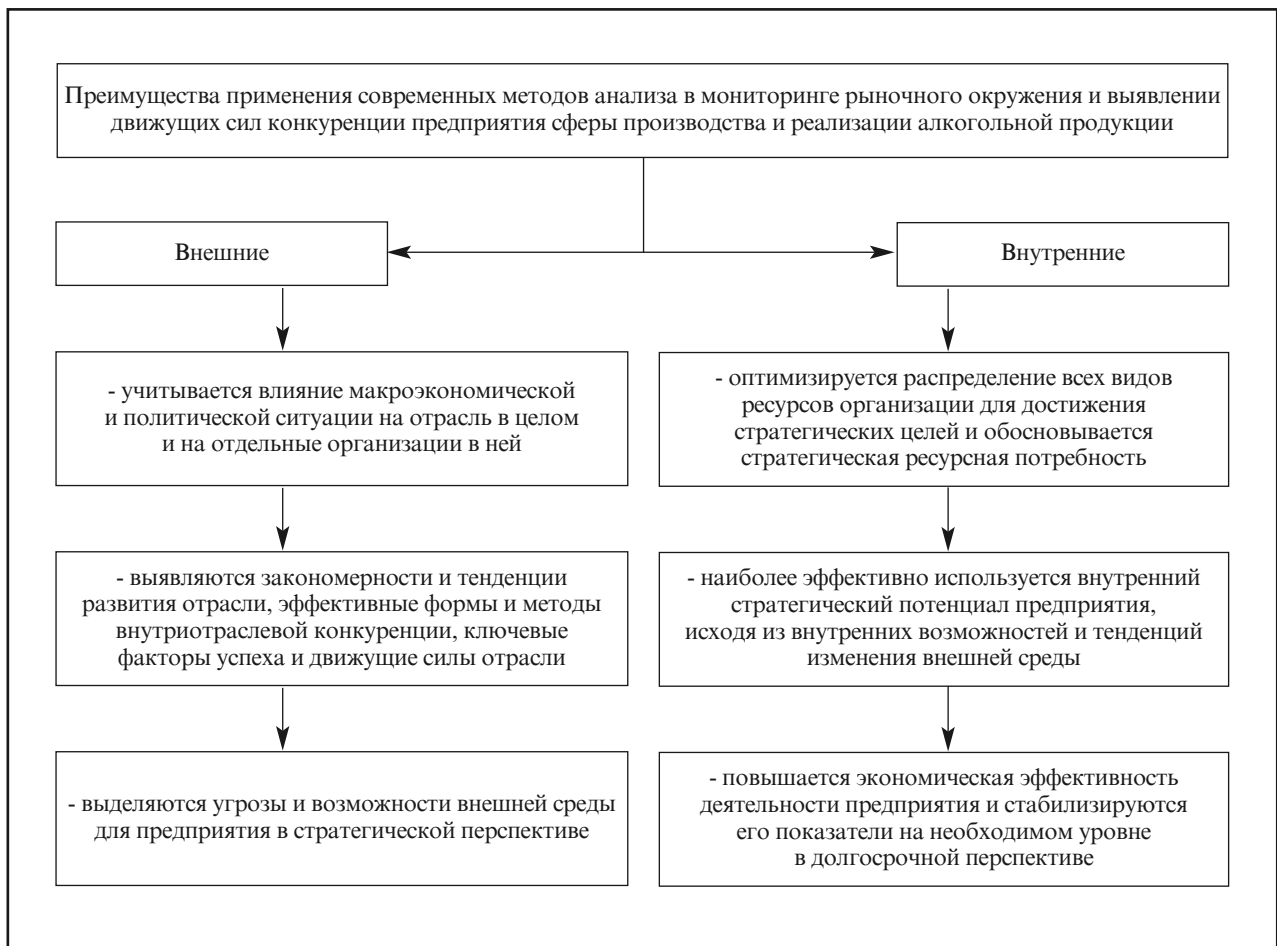 Преимущества применения современных методов анализа в мониторинге рыночного окружения и выявлении
движущих сил конкуренции предприятия сферы производства и реализации алкогольной продукции
Внешние
Внутренние
- учитывается влияние макроэкономической
и политической ситуации на отрасль в целом
и на отдельные организации в ней
- оптимизируется распределение всех видов
ресурсов организации для достижения
стратегических целей и обосновывается
стратегическая ресурсная потребность
- выявляются закономерности и тенденции
развития отрасли, эффективные формы и методы
внутриотраслевой конкуренции, ключевые
факторы успеха и движущие силы отрасли
- наиболее эффективно используется внутренний
стратегический потенциал предприятия,
исходя из внутренних возможностей и тенденций
изменения внешней среды
- выделяются угрозы и возможности внешней среды
для предприятия в стратегической перспективе
- повышается экономическая эффективность
деятельности предприятия и стабилизируются
его показатели на необходимом уровне
в долгосрочной перспективе